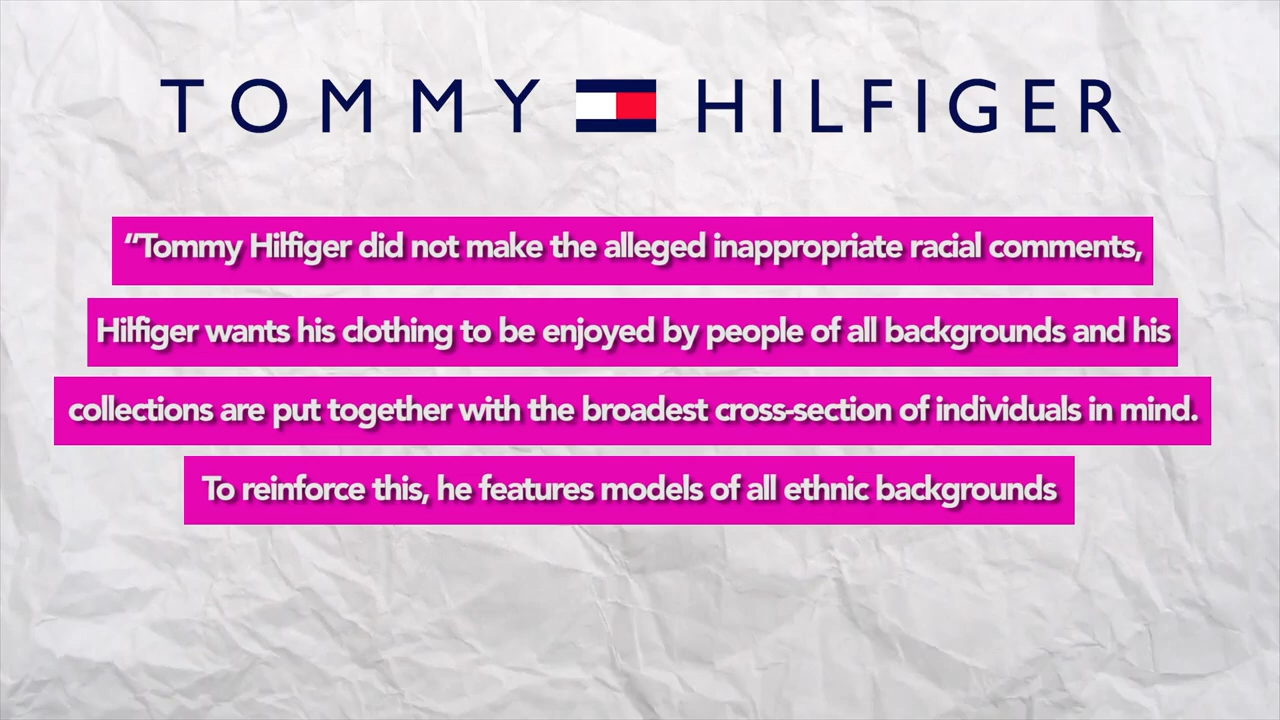 TOMMY HILFIGER
“Tommy Hilfiger did not make the alleged inappropriate racial comments,
Hilfiger wants his clothing to be enjoyed by people of all backgrounds and his
collections are put together with the broadest cross-section of individuals in mind.
To reinforce this, he features models of all ethnic backgrounds